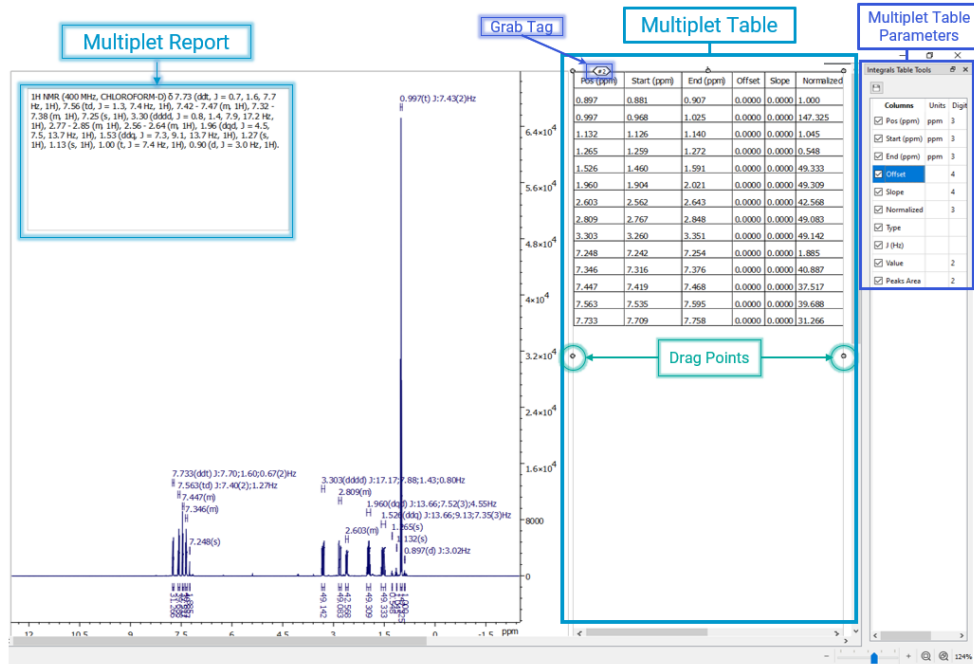 Multiplet Report
Grab Tag
Multiplet Table
Multiplet Table
Parameters
1H NMR (400 MHz, CHLOROFORM-D) δ 7.73 (ddt, J = 0.7, 1.6, 7.7
Hz, 1H), 7.56 (td, J = 1.3, 7.4 Hz, 1H), 7.42 - 7.47 (m, 1H), 7.32 -
7.38 (m, 1H), 7.25 (s, 1H), 3.30 (dddd, J = 0.8, 1.4, 7.9, 17.2 Hz,
1H), 2.77 - 2.85 (m, 1H), 2.56 - 2.64 (m, 1H), 1.96 (dqd, J = 4.5,
7.5, 13.7 Hz, 1H), 1.53 (ddq, J = 7.3, 9.1, 13.7 Hz, 1H), 1.27 (s,
1H), 1.13 (s, 1H), 1.00 (t, J = 7.4 Hz, 1H), 0.90 (d, J = 3.0 Hz, 1H).
0.997(t) J:7.43(2)Hz
6.4×10⁴
5.6×10⁴
4.8×10⁴
4×10⁴
3.2×10⁴
2.4×10⁴
1.6×10⁴
8000
0
7.733(ddt) J:7.70;1.60;0.67(2)Hz
7.563(td) J:7.40(2);1.27Hz
7.447(m)
7.346(m)
7.248(s)
3.303(dddd) J:17.17;7.88;1.43;0.80Hz
2.809(m)
1.960(dqd) J:13.66;7.52(3);4.55Hz
1.526(ddq) J:13.66;9.13;7.35(3)Hz
2.603(m)
1.265(s)
1.132(s)
0.897(d) J:3.02Hz
31.266
49.142
49.083
42.568
49.309
49.333
12 10.5 9 7.5 6 4.5 3 1.5 0 -1.5 ppm
#2
Pos (ppm) Start (ppm) End (ppm) Offset Slope Normalized
0.897 0.881 0.907 0.0000 0.0000 1.000
0.997 0.968 1.025 0.0000 0.0000 147.325
1.132 1.126 1.140 0.0000 0.0000 1.045
1.265 1.259 1.272 0.0000 0.0000 0.548
1.526 1.460 1.591 0.0000 0.0000 49.333
1.960 1.904 2.021 0.0000 0.0000 49.309
2.603 2.562 2.643 0.0000 0.0000 42.568
2.809 2.767 2.848 0.0000 0.0000 49.083
3.303 3.260 3.351 0.0000 0.0000 49.142
7.248 7.242 7.254 0.0000 0.0000 1.885
7.346 7.316 7.376 0.0000 0.0000 40.887
7.447 7.419 7.468 0.0000 0.0000 37.517
7.563 7.535 7.595 0.0000 0.0000 39.688
7.733 7.709 7.758 0.0000 0.0000 31.266
Drag Points
Integrals Table Tools
Columns Units Digit
Pos (ppm) ppm 3
Start (ppm) ppm 3
End (ppm) ppm 3
Offset 4
Slope 4
Normalized 3
Type
J (Hz)
Value 2
Peaks Area 2
124%